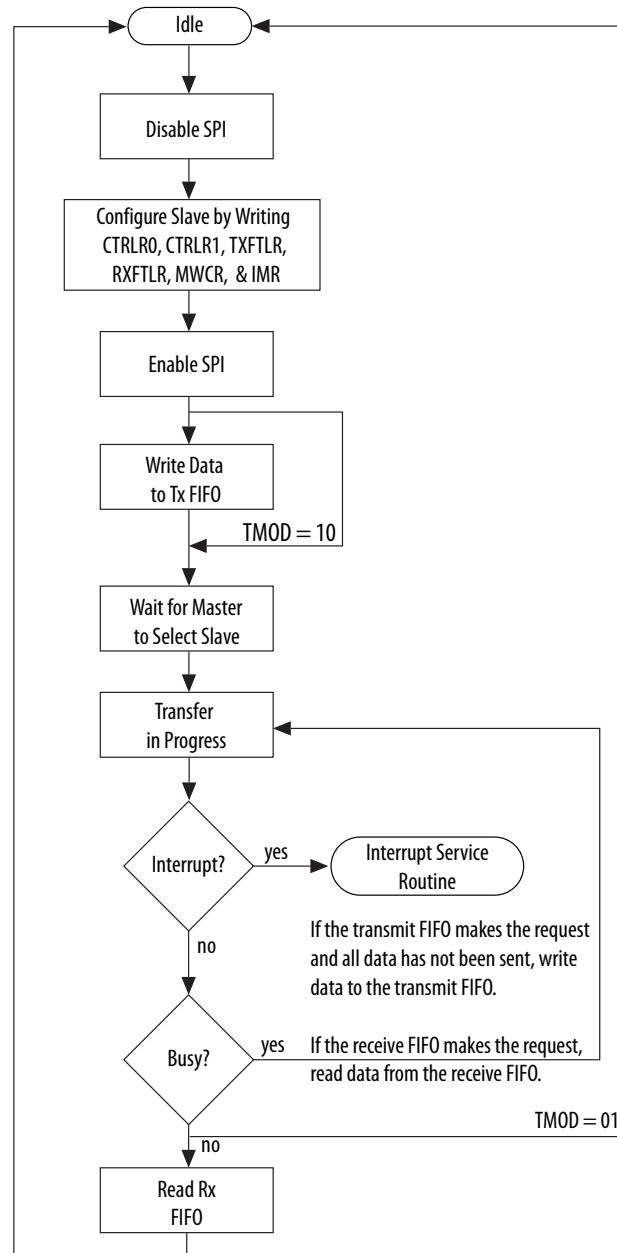 Idle
Disable SPI
Configure Slave by Writing
CTRLR0, CTRLR1, TXFTLR,
RXFTLR, MWCR, & IMR
Enable SPI
Write Data
to Tx FIFO
TMOD = 10
Wait for Master
to Select Slave
Transfer
in Progress
Interrupt?
yes
Interrupt Service
Routine
no
If the transmit FIFO makes the request
and all data has not been sent, write
data to the transmit FIFO.
Busy?
yes
If the receive FIFO makes the request,
read data from the receive FIFO.
TMOD = 01
no
Read Rx
FIFO